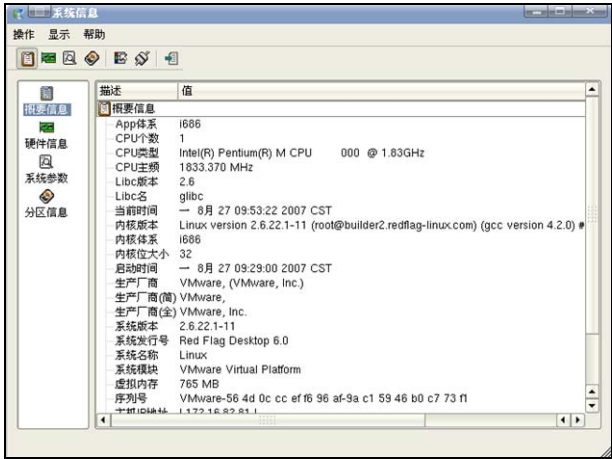 系统信息
操作 显示 帮助
概要信息
硬件信息
系统参数
分区信息
描述 值
概要信息
App体系 i686
CPU个数 1
CPU类型 Intel(R) Pentium(R) M CPU 000 @ 1.83GHz
CPU主频 1833.370 MHz
Libc版本 2.6
Libc名 glibc
当前时间 一 8月 27 09:53:22 2007 CST
内核版本 Linux version 2.6.22.1-11 (root@builder2.redflag-linux.com) (gcc version 4.2.0) #
内核体系 i686
内核位大小 32
启动时间 一 8月 27 09:29:00 2007 CST
生产厂商 VMware, (VMware, Inc.)
生产厂商(简) VMware,
生产厂商(全) VMware, Inc.
系统版本 2.6.22.1-11
系统发行号 Red Flag Desktop 6.0
系统名称 Linux
系统模块 VMware Virtual Platform
虚拟内存 765 MB
序列号 VMware-56 4d 0c cc ef f6 96 af-9a c1 59 46 b0 c7 73 f1
主机IP地址 | 172.16.82.81 |